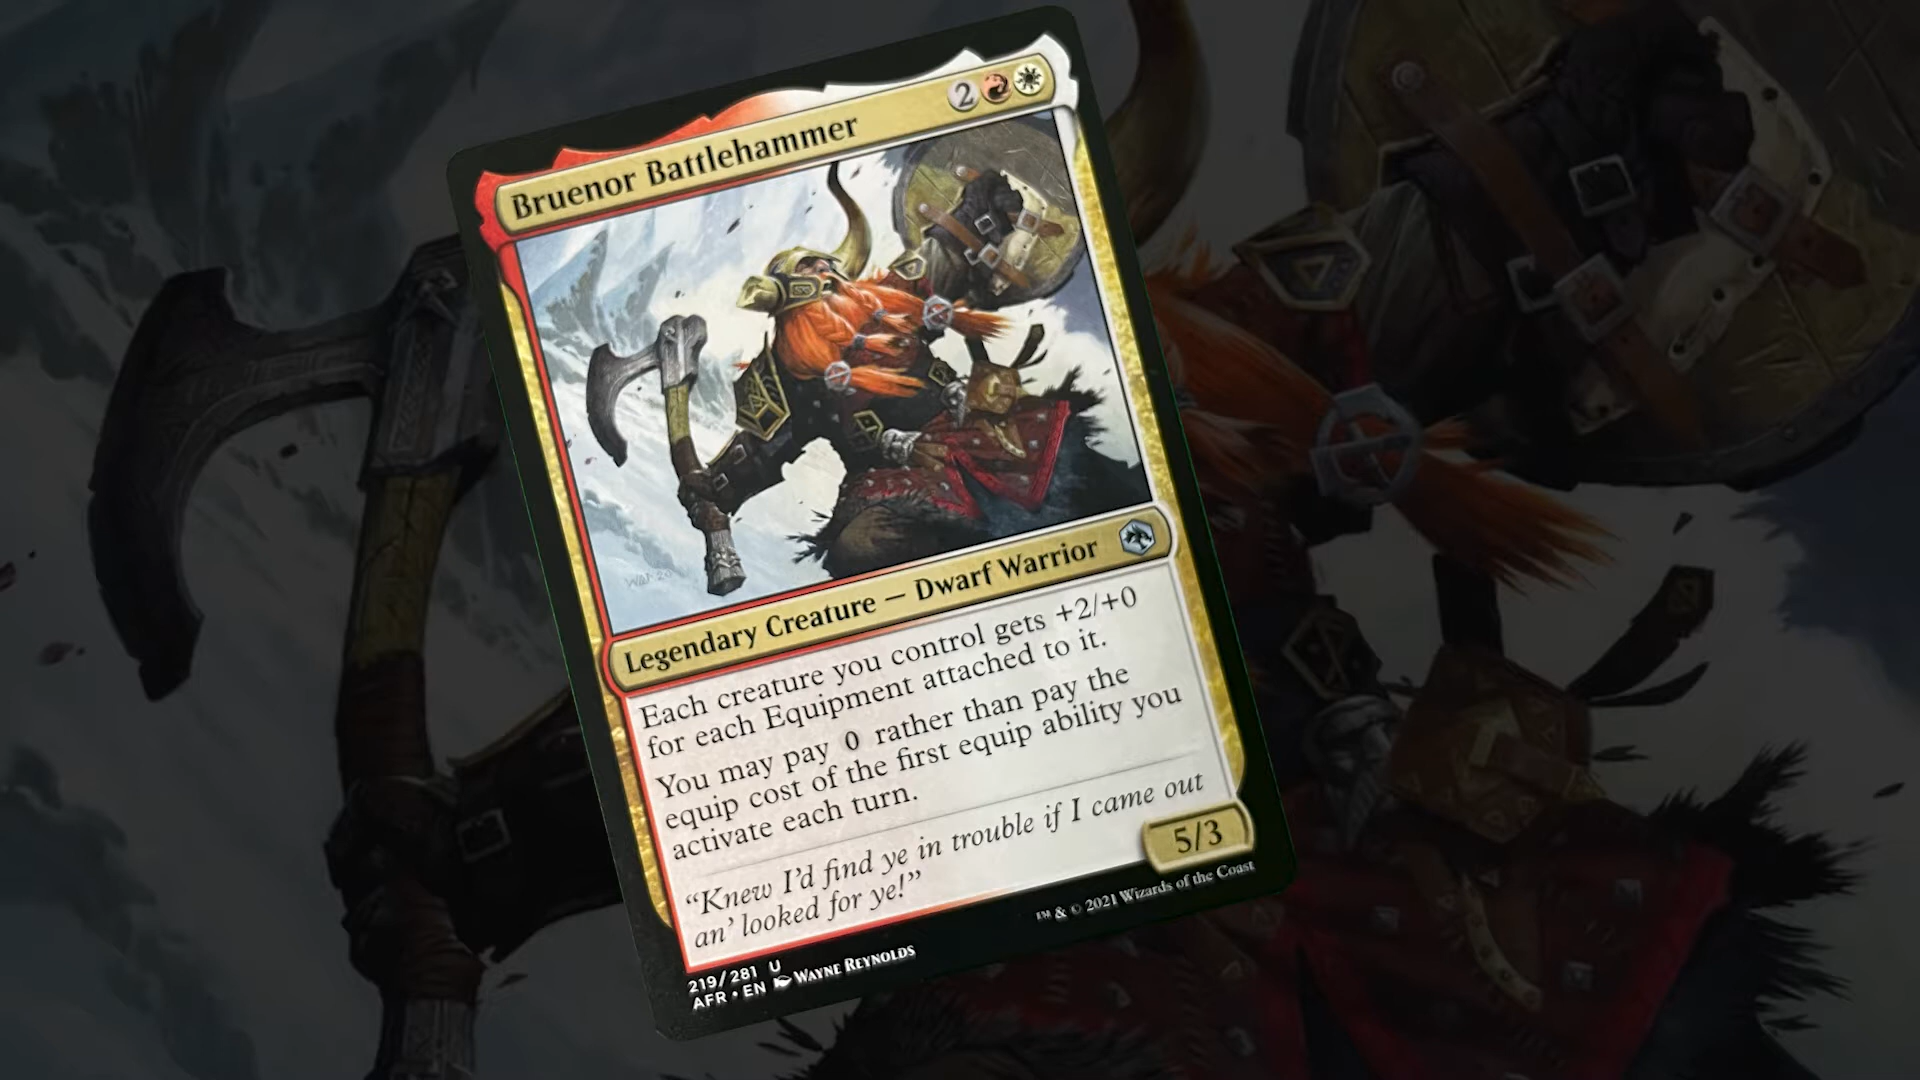 Bruenor Battlehammer 2
Legendary Creature — Dwarf Warrior
Each creature you control gets +2/+0
for each Equipment attached to it.
You may pay 0 rather than pay the
equip cost of the first equip ability you
activate each turn.
“Knew I’d find ye in trouble if I came out
an’ looked for ye!”
5/3
219/281 U
AFR • EN Wayne Reynolds
™ & © 2021 Wizards of the Coast